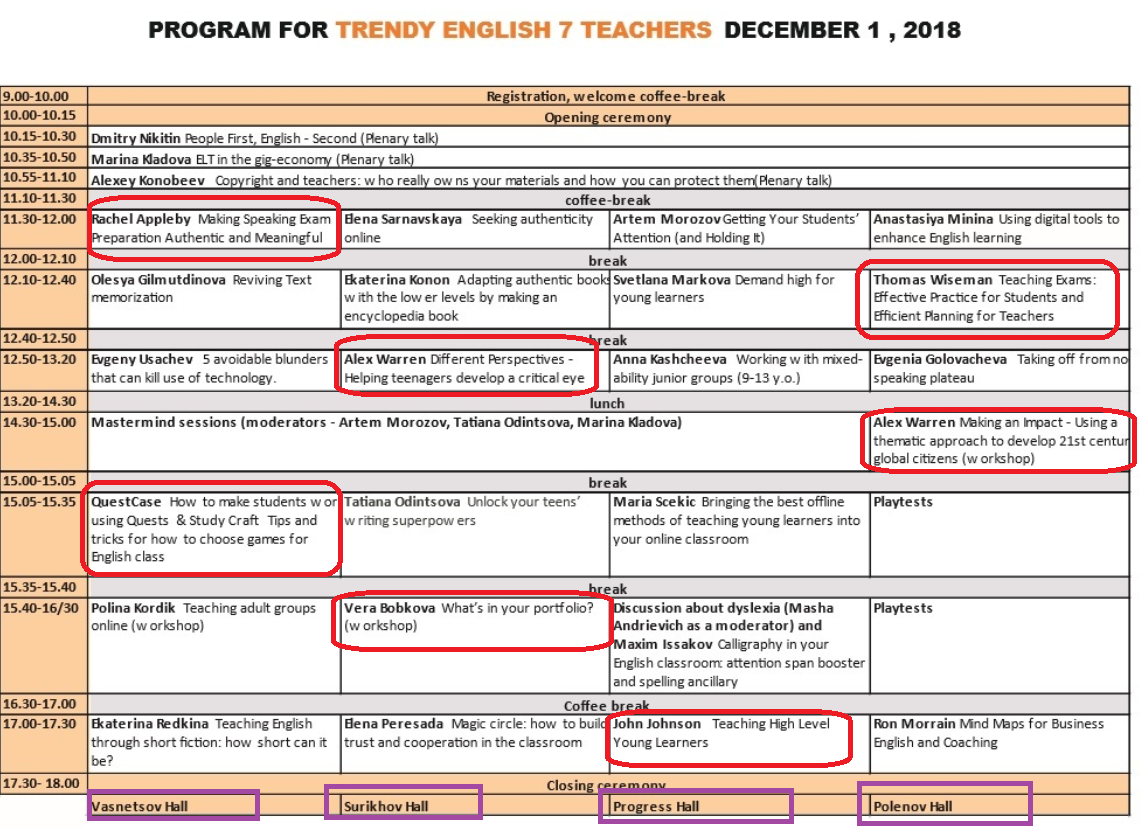 PROGRAM FOR TRENDY ENGLISH 7 TEACHERS DECEMBER 1 , 2018
9.00-10.00 Registration, welcome coffee-break
10.00-10.15 Opening ceremony
10.15-10.30 Dmitry Nikitin People First, English - Second (Plenary talk)
10.35-10.50 Marina Kladova ELT in the gig-economy (Plenary talk)
10.55-11.10 Alexey Konobeev Copyright and teachers: who really owns your materials and how you can protect them(Plenary talk)
11.10-11.30 coffee-break
11.30-12.00
Rachel Appleby Making Speaking Exam
Preparation Authentic and Meaningful
Elena Sarnavskaya Seeking authenticity
online
Artem Morozov Getting Your Students'
Attention (and Holding It)
Anastasiya Minina Using digital tools to
enhance English learning
12.00-12.10 break
12.10-12.40
Olesya Gilmutdinova Reviving Text
memorization
Ekaterina Konon Adapting authentic books
with the lower levels by making an
encyclopedia book
Svetlana Markova Demand high for
young learners
Thomas Wiseman Teaching Exams:
Effective Practice for Students and
Efficient Planning for Teachers
12.40-12.50 break
12.50-13.20
Evgeny Usachev 5 avoidable blunders
that can kill use of technology.
Alex Warren Different Perspectives -
Helping teenagers develop a critical eye
Anna Kashcheeva Working with mixed-
ability junior groups (9-13 y.o.)
Evgenia Golovacheva Taking off from no
speaking plateau
13.20-14.30 lunch
14.30-15.00
Mastermind sessions (moderators - Artem Morozov, Tatiana Odintsova, Marina Kladova)
Alex Warren Making an Impact - Using a
thematic approach to develop 21st centur
global citizens (workshop)
15.00-15.05 break
15.05-15.35
QuestCase How to make students wor
using Quests & Study Craft Tips and
tricks for how to choose games for
English class
Tatiana Odintsova Unlock your teens'
writing superpowers
Maria Scekic Bringing the best offline
methods of teaching young learners into
your online classroom
Playtests
15.35-15.40 break
15.40-16/30
Polina Kordik Teaching adult groups
online (workshop)
Vera Bobkova What's in your portfolio?
(workshop)
Discussion about dyslexia (Masha
Andrievich as a moderator) and
Maxim Issakov Calligraphy in your
English classroom: attention span booster
and spelling ancillary
Playtests
16.30-17.00 Coffee break
17.00-17.30
Ekaterina Redkina Teaching English
through short fiction: how short can it
be?
Elena Peresada Magic circle: how to build
trust and cooperation in the classroom
John Johnson Teaching High Level
Young Learners
Ron Morrain Mind Maps for Business
English and Coaching
17.30- 18.00 Closing ceremony
Vasnetsov Hall
Surikhov Hall
Progress Hall
Polenov Hall